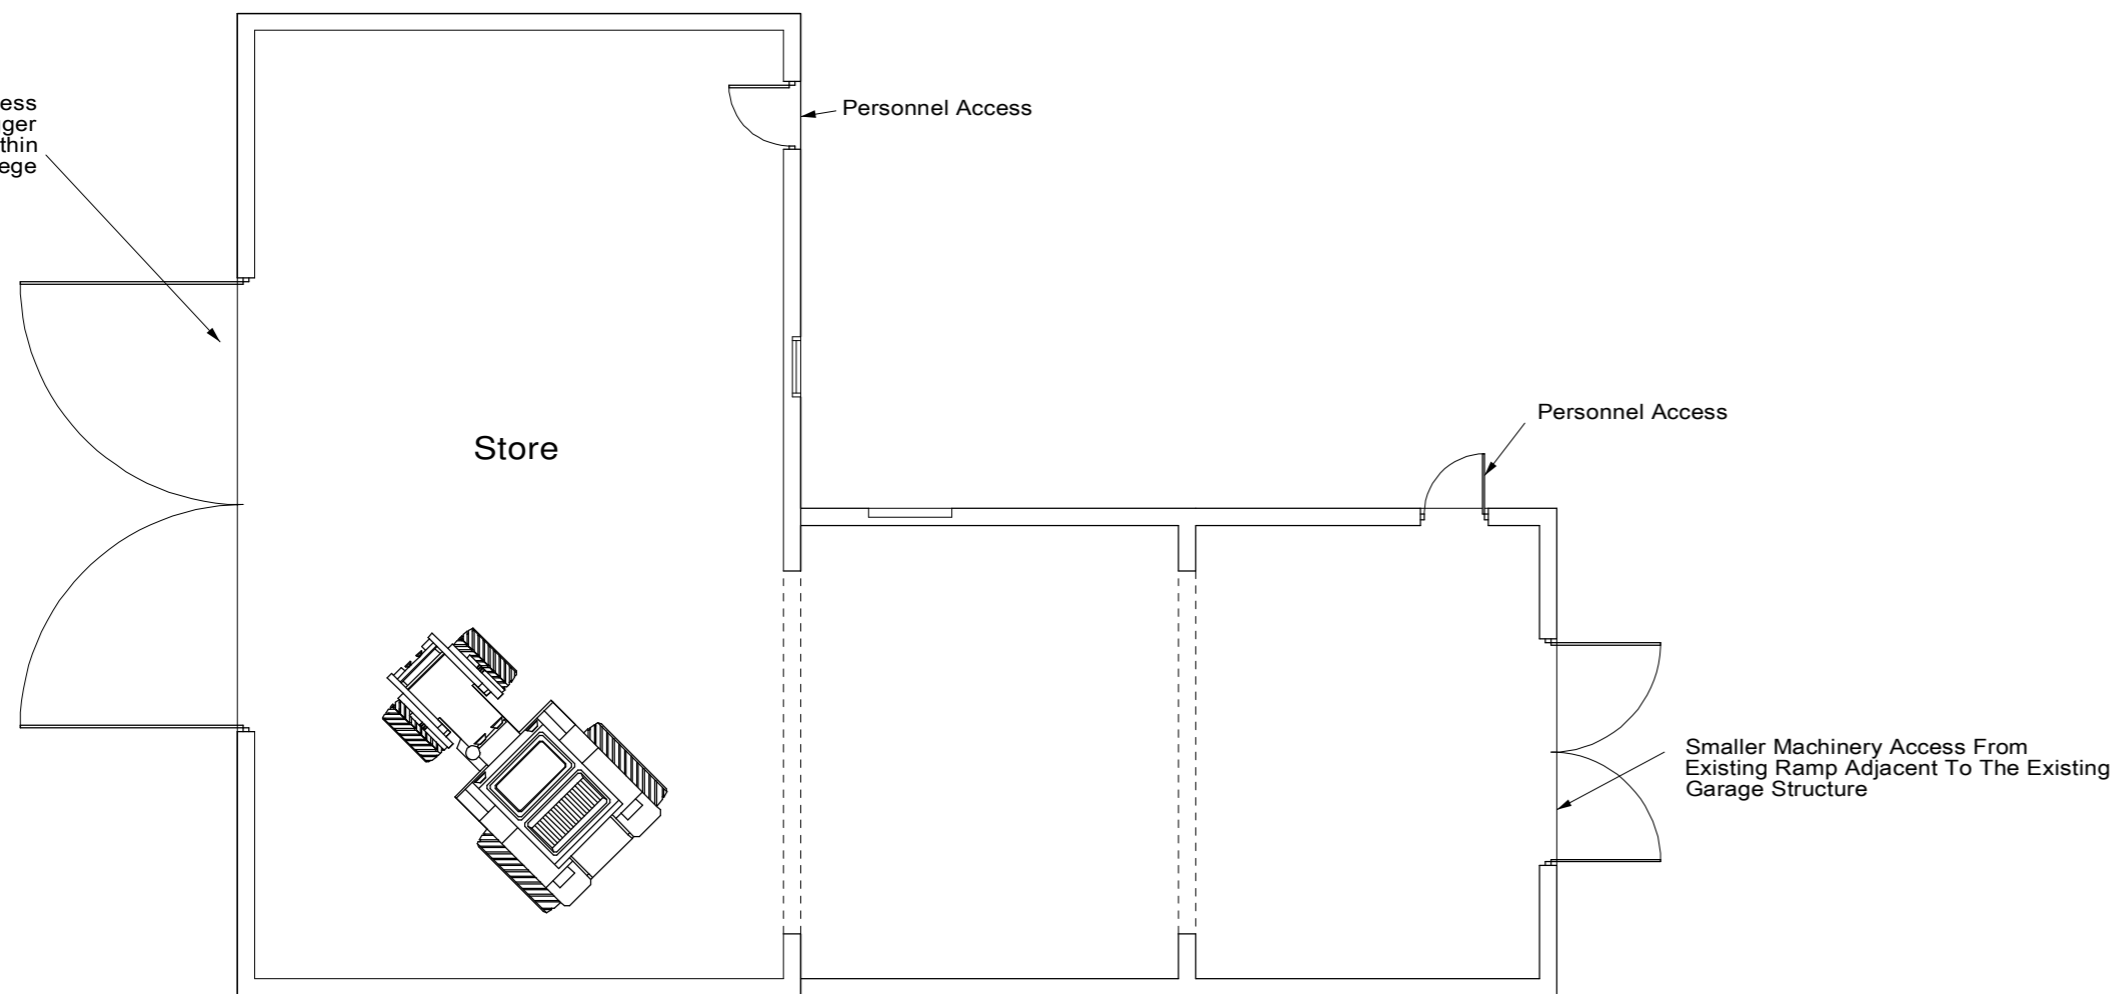 ess
ger
thin
ege
Personnel Access
Store
Personnel Access
Smaller Machinery Access From
Existing Ramp Adjacent To The Existing
Garage Structure